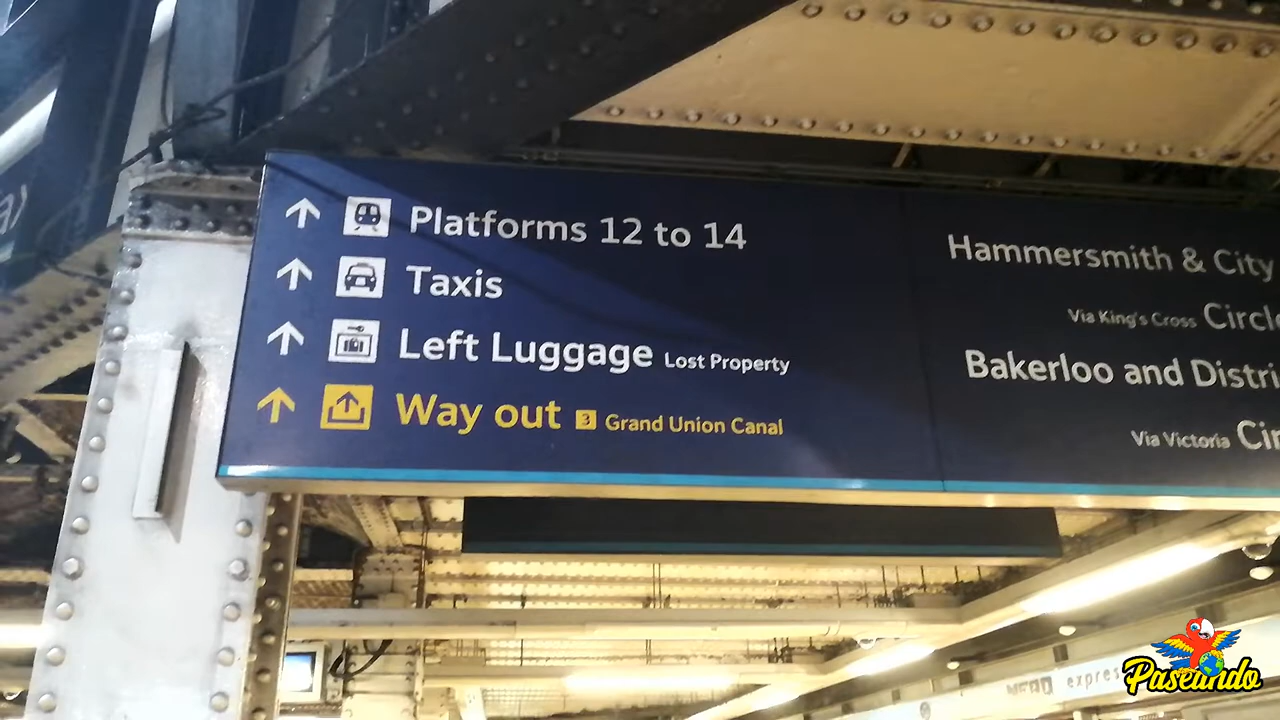 Platforms 12 to 14
Taxis
Left Luggage Lost Property
Way out 3 Grand Union Canal
Hammersmith & City
Via King's Cross Circle
Bakerloo and Distri
Via Victoria Cir
express
Paseando